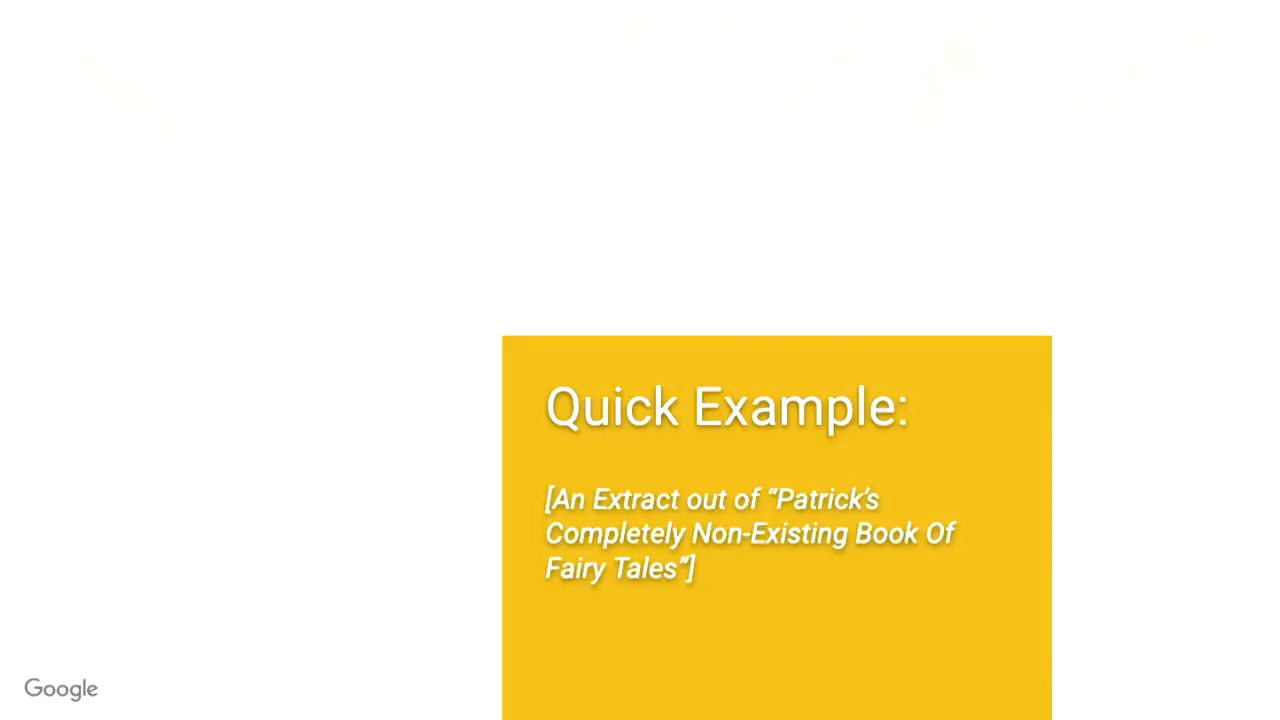 Quick Example:
[An Extract out of “Patrick’s
Completely Non-Existing Book Of
Fairy Tales”]
Google